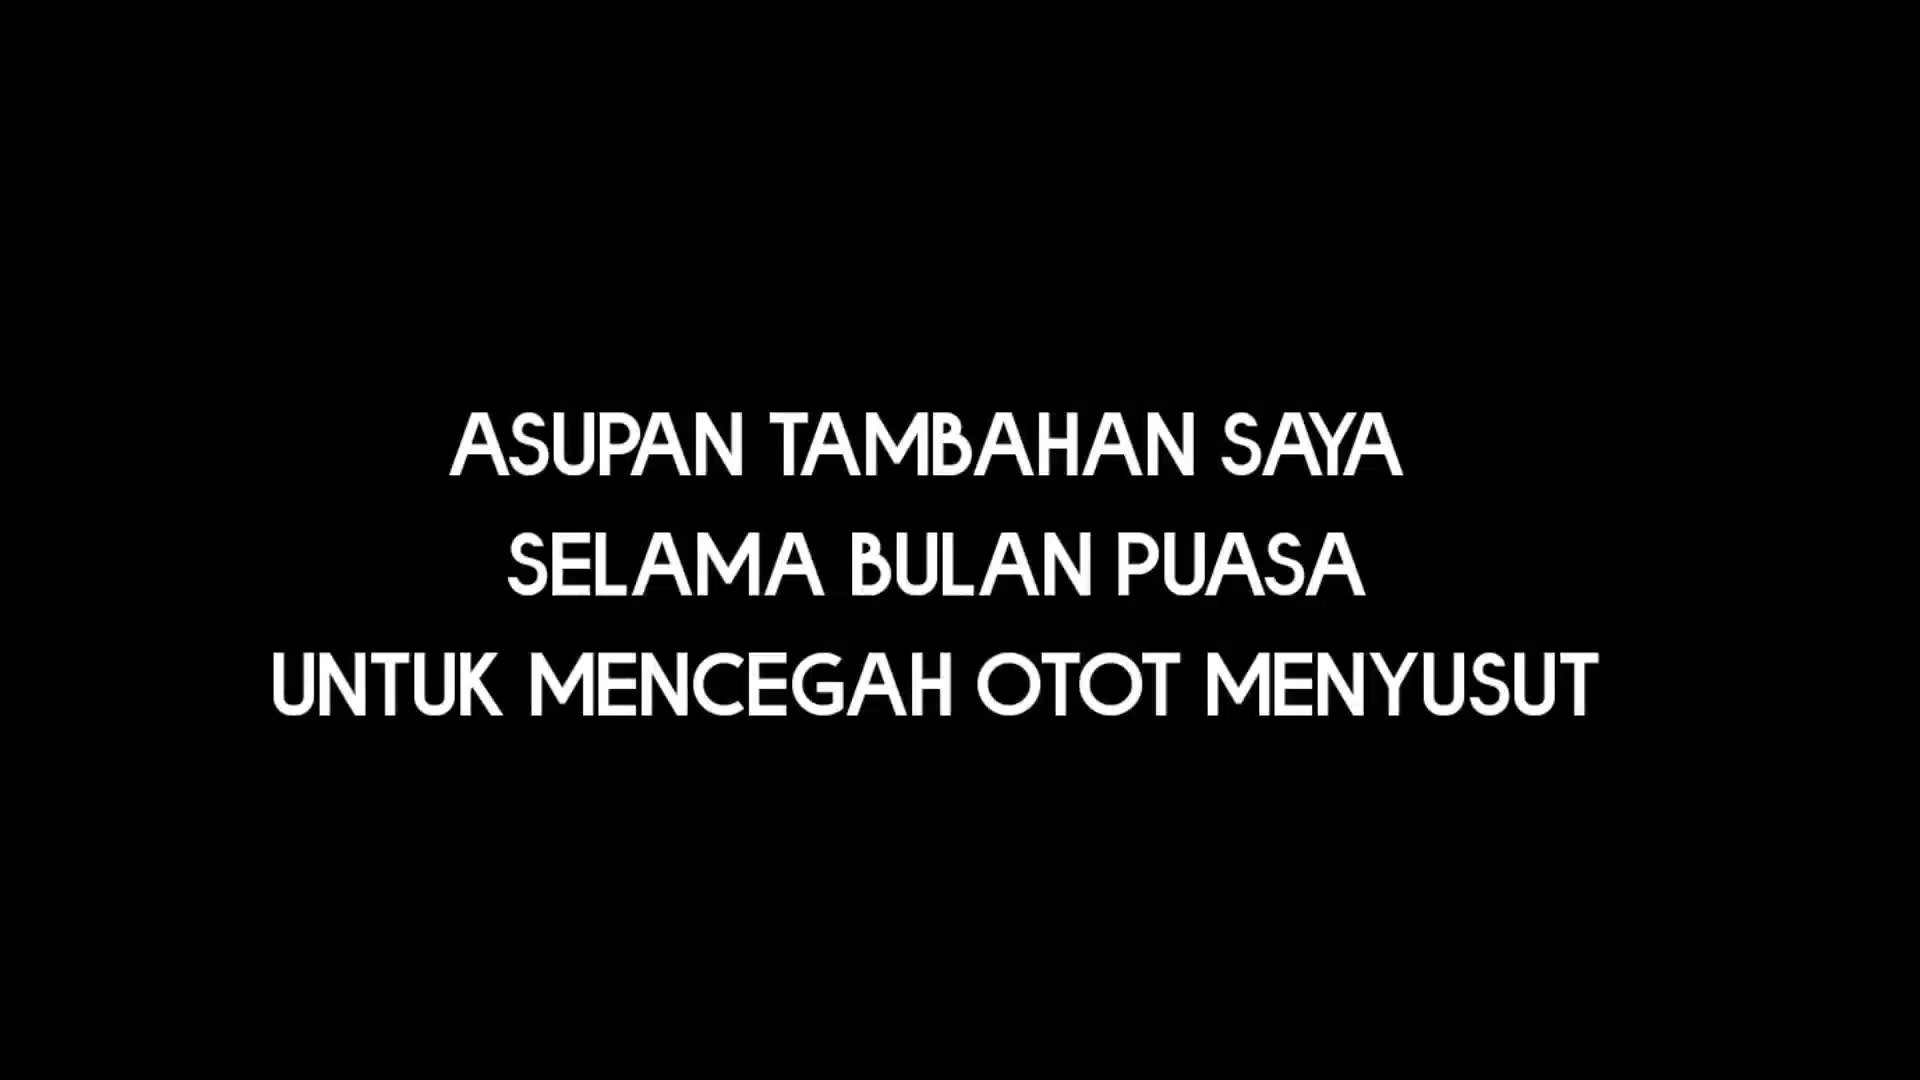 ASUPAN TAMBAHAN SAYA
SELAMA BULAN PUASA
UNTUK MENCEGAH OTOT MENYUSUT